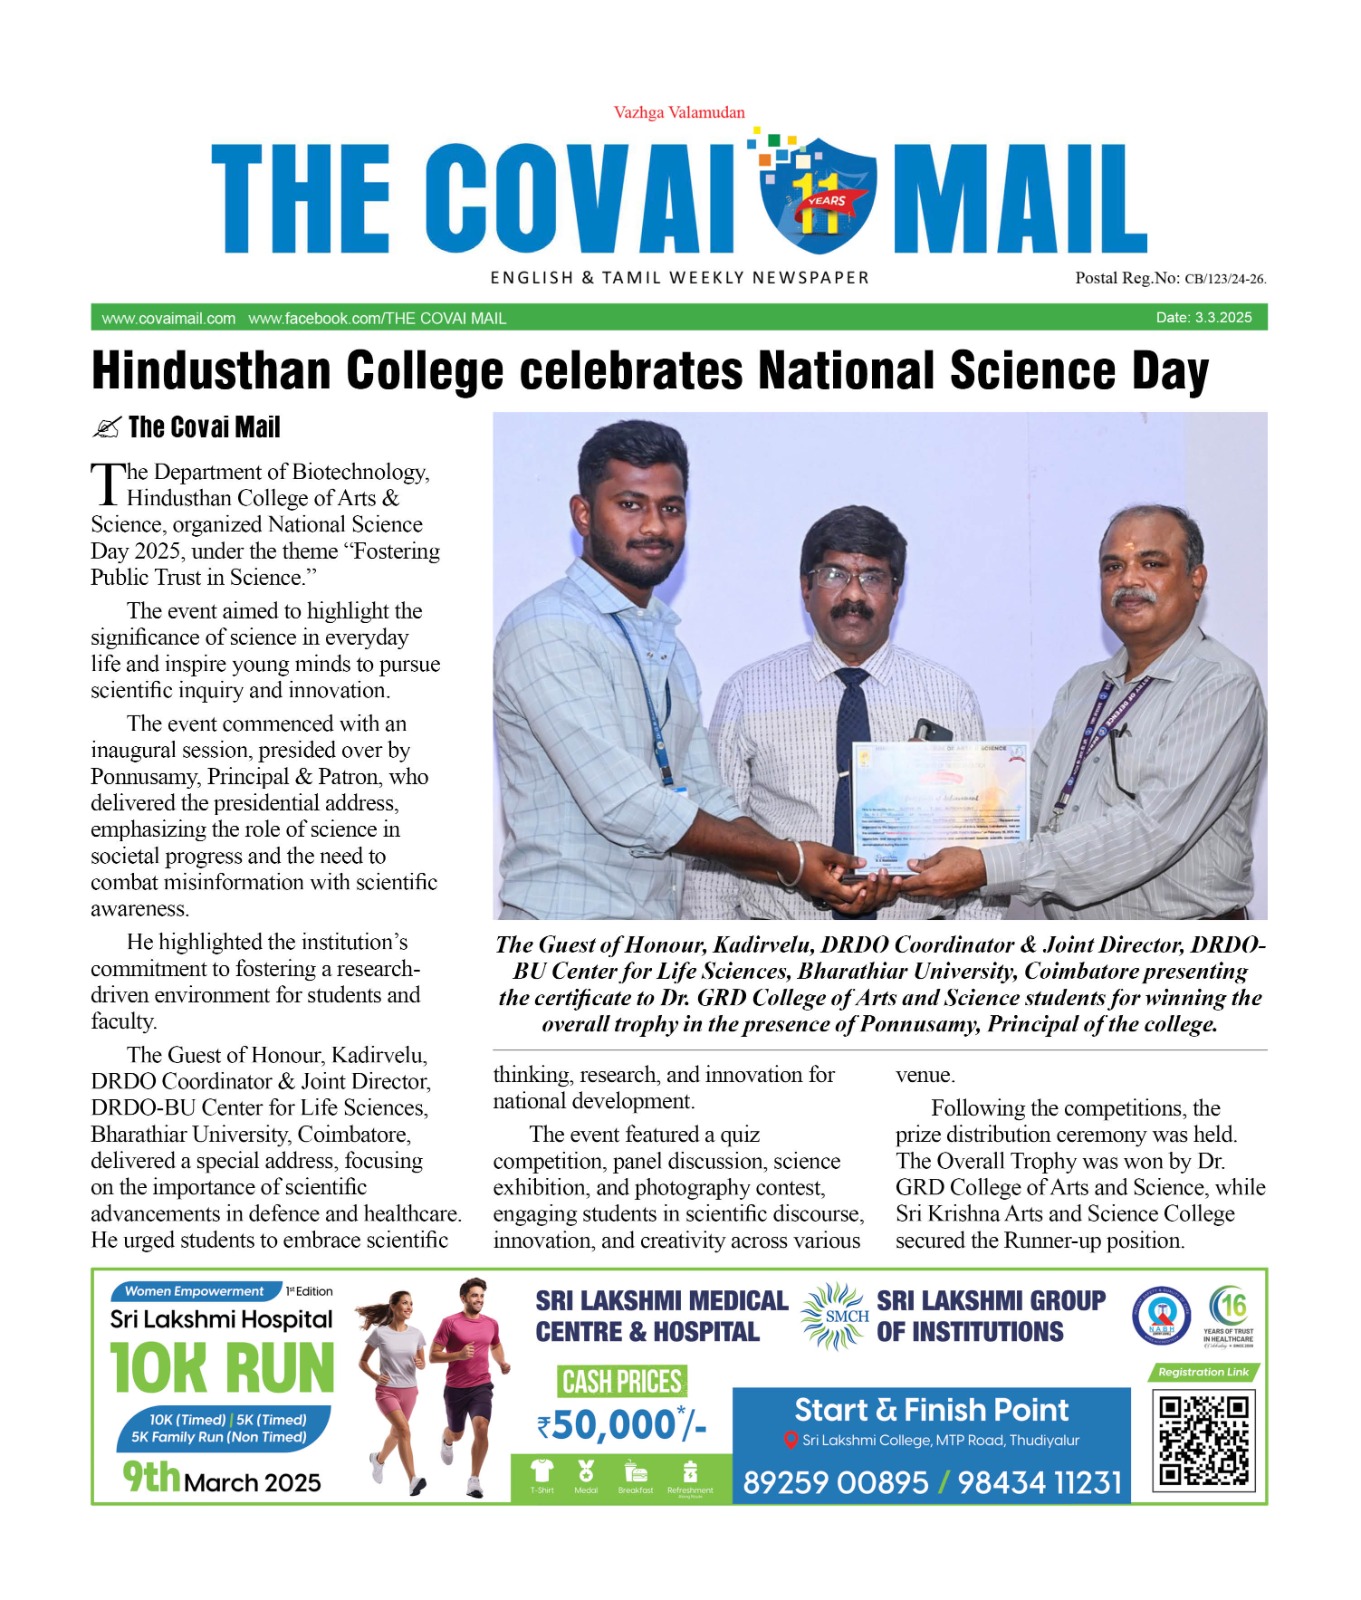 Vazhga Valamudan
THE COVAI MAIL
11
YEARS
ENGLISH & TAMIL WEEKLY NEWSPAPER
Postal Reg.No: CB/123/24-26.
www.covaimail.com www.facebook.com/THE COVAI MAIL
Date: 3.3.2025
Hindusthan College celebrates National Science Day
The Covai Mail
The Department of Biotechnology,
Hindusthan College of Arts &
Science, organized National Science
Day 2025, under the theme “Fostering
Public Trust in Science.”
The event aimed to highlight the
significance of science in everyday
life and inspire young minds to pursue
scientific inquiry and innovation.
The event commenced with an
inaugural session, presided over by
Ponnusamy, Principal & Patron, who
delivered the presidential address,
emphasizing the role of science in
societal progress and the need to
combat misinformation with scientific
awareness.
He highlighted the institution’s
commitment to fostering a research-
driven environment for students and
faculty.
The Guest of Honour, Kadirvelu,
DRDO Coordinator & Joint Director,
DRDO-BU Center for Life Sciences,
Bharathiar University, Coimbatore,
delivered a special address, focusing
on the importance of scientific
advancements in defence and healthcare.
He urged students to embrace scientific
The Guest of Honour, Kadirvelu, DRDO Coordinator & Joint Director, DRDO-
BU Center for Life Sciences, Bharathiar University, Coimbatore presenting
the certificate to Dr. GRD College of Arts and Science students for winning the
overall trophy in the presence of Ponnusamy, Principal of the college.
thinking, research, and innovation for
national development.
The event featured a quiz
competition, panel discussion, science
exhibition, and photography contest,
engaging students in scientific discourse,
innovation, and creativity across various
venue.
Following the competitions, the
prize distribution ceremony was held.
The Overall Trophy was won by Dr.
GRD College of Arts and Science, while
Sri Krishna Arts and Science College
secured the Runner-up position.
Women Empowerment 1st Edition
Sri Lakshmi Hospital
10K RUN
10K (Timed) | 5K (Timed)
5K Family Run (Non Timed)
9th March 2025
SRI LAKSHMI MEDICAL
CENTRE & HOSPITAL
SMCH
SRI LAKSHMI GROUP
OF INSTITUTIONS
NABH
16
YEARS OF TRUST
IN HEALTHCARE
CASH PRICES
₹50,000*/-
T-Shirt
Medal
Breakfast
Refreshment
Start & Finish Point
Sri Lakshmi College, MTP Road, Thudiyalur
89259 00895 / 98434 11231
Registration Link